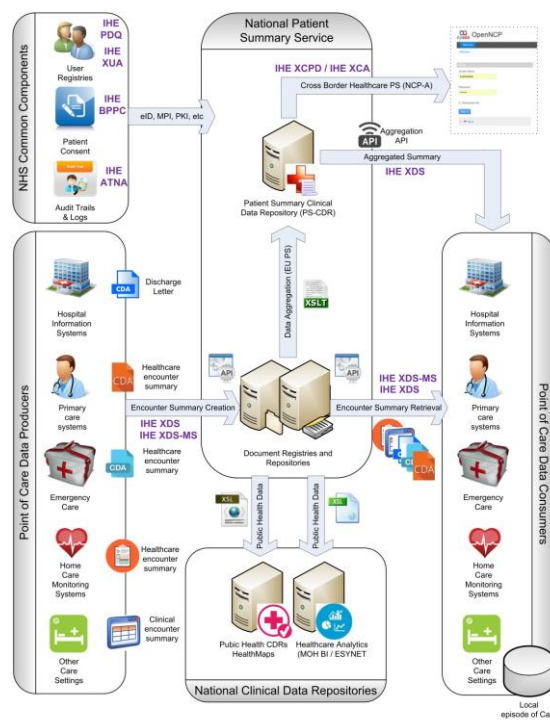 NHS Common Components
IHE
PDQ
IHE
XUA
User
Registries
IHE
BPPC
Patient
Consent
Audit Trail
IHE
ATNA
Audit Trails
& Logs
eID, MPI, PKI, etc
National Patient
Summary Service
IHE XCPD / IHE XCA
Cross Border Healthcare PS (NCP-A)
OpenNCP
API
Aggregation
API
Aggregated Summary
IHE XDS
Patient Summary Clinical
Data Repository (PS-CDR)
Data Aggregation (EU PS)
XSLT
Point of Care Data Producers
Hospital
Information
Systems
CDA
Discharge
Letter
Primary
care
systems
Healthcare
encounter
summary
CDA
Emergency
Care
CDA
Healthcare
encounter
summary
Home
Care
Monitoring
Systems
Healthcare
encounter
summary
Other
Care
Settings
Clinical
encounter
summary
API
Encounter Summary Creation
IHE XDS
IHE XDS-MS
Document Registries and
Repositories
API
IHE XDS-MS
IHE XDS
Encounter Summary Retrieval
CDA
CDA
XSL
Public Health Data
Public Health Data
XSL
Pubic Health CDRs
HealthMaps
Healthcare Analytics
(MOH BI / ESYNET
National Clinical Data Repositories
Point of Care Data Consumers
Hospital
Information
Systems
Primary
care
systems
Emergency
Care
Home
Care
Monitoring
Systems
Other
Care
Settings
Local
episode of Ca